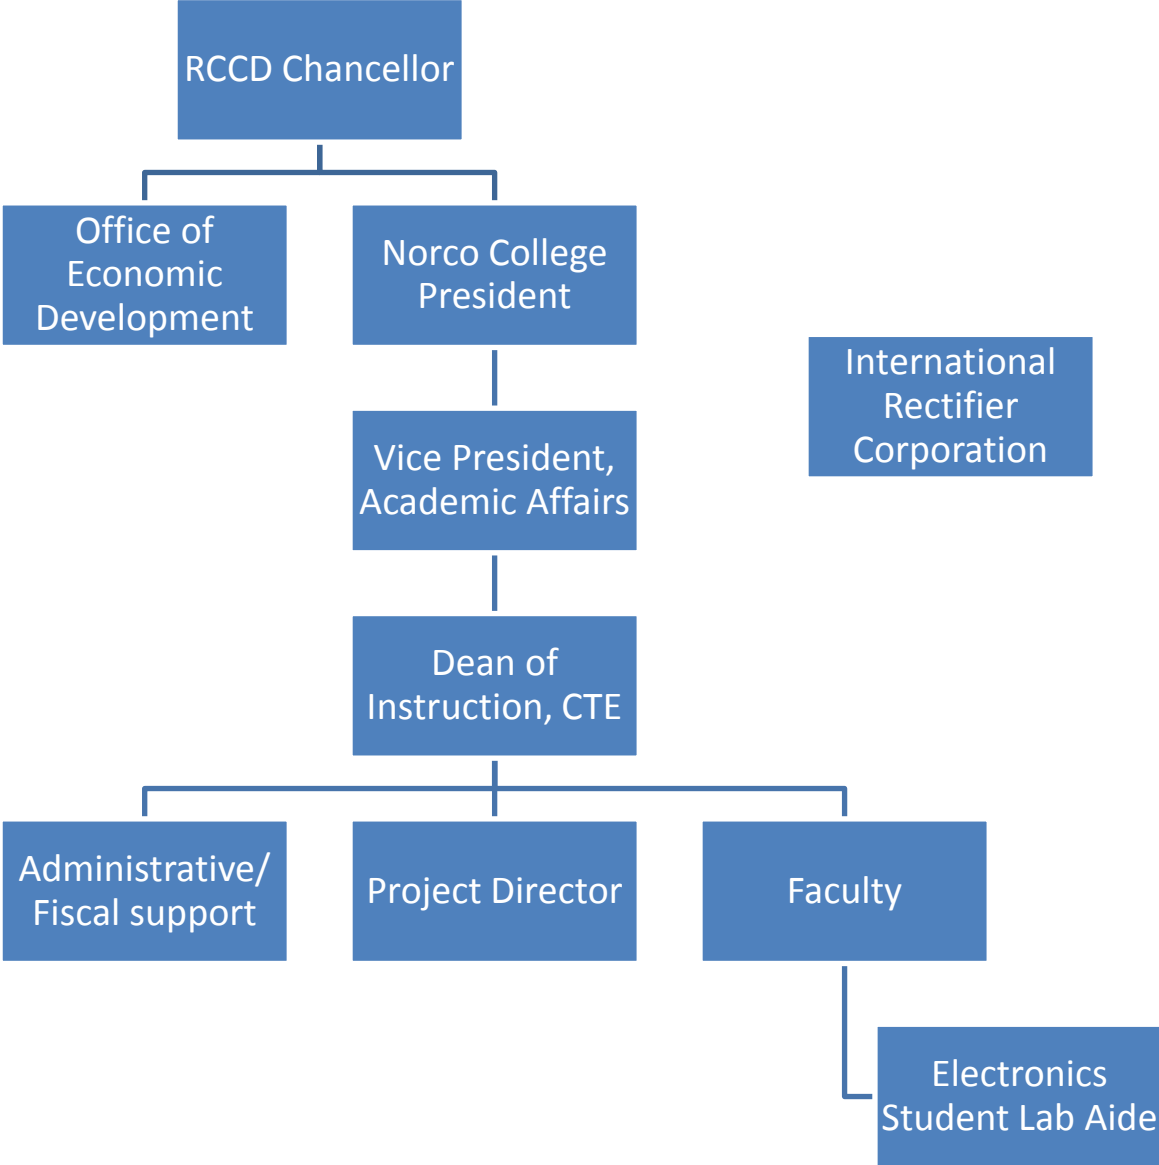 RCCD Chancellor
Office of
Economic
Development
Norco College
President
International
Rectifier
Corporation
Vice President,
Academic Affairs
Dean of
Instruction, CTE
Administrative/
Fiscal support
Project Director
Faculty
Electronics
Student Lab Aide